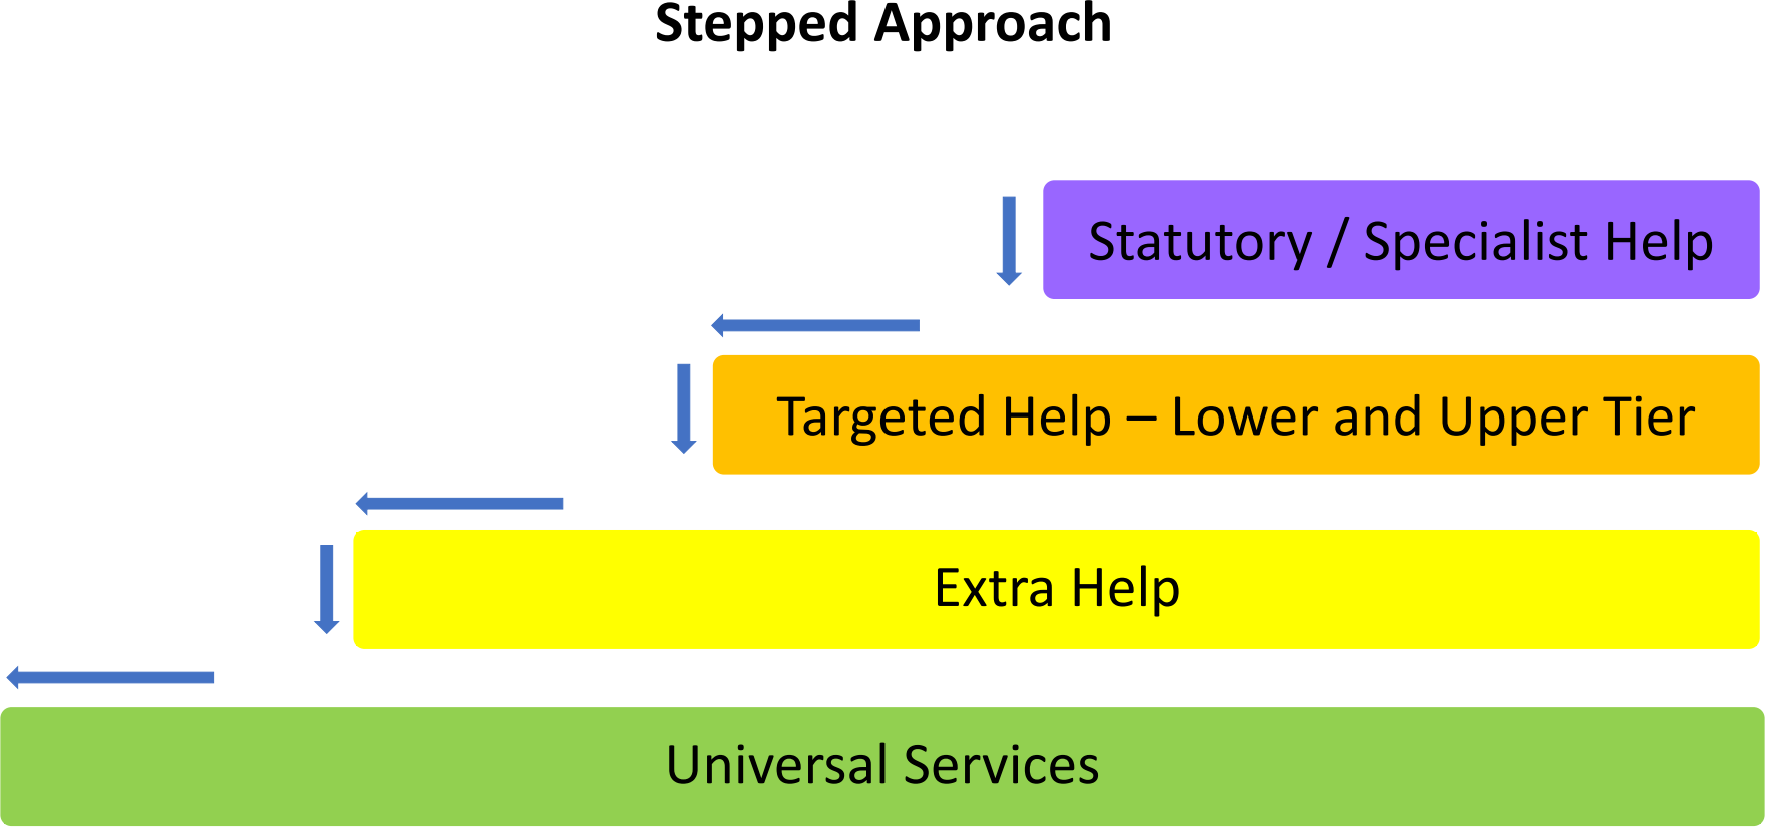 Stepped Approach
Statutory / Specialist Help
Targeted Help – Lower and Upper Tier
Extra Help
Universal Services